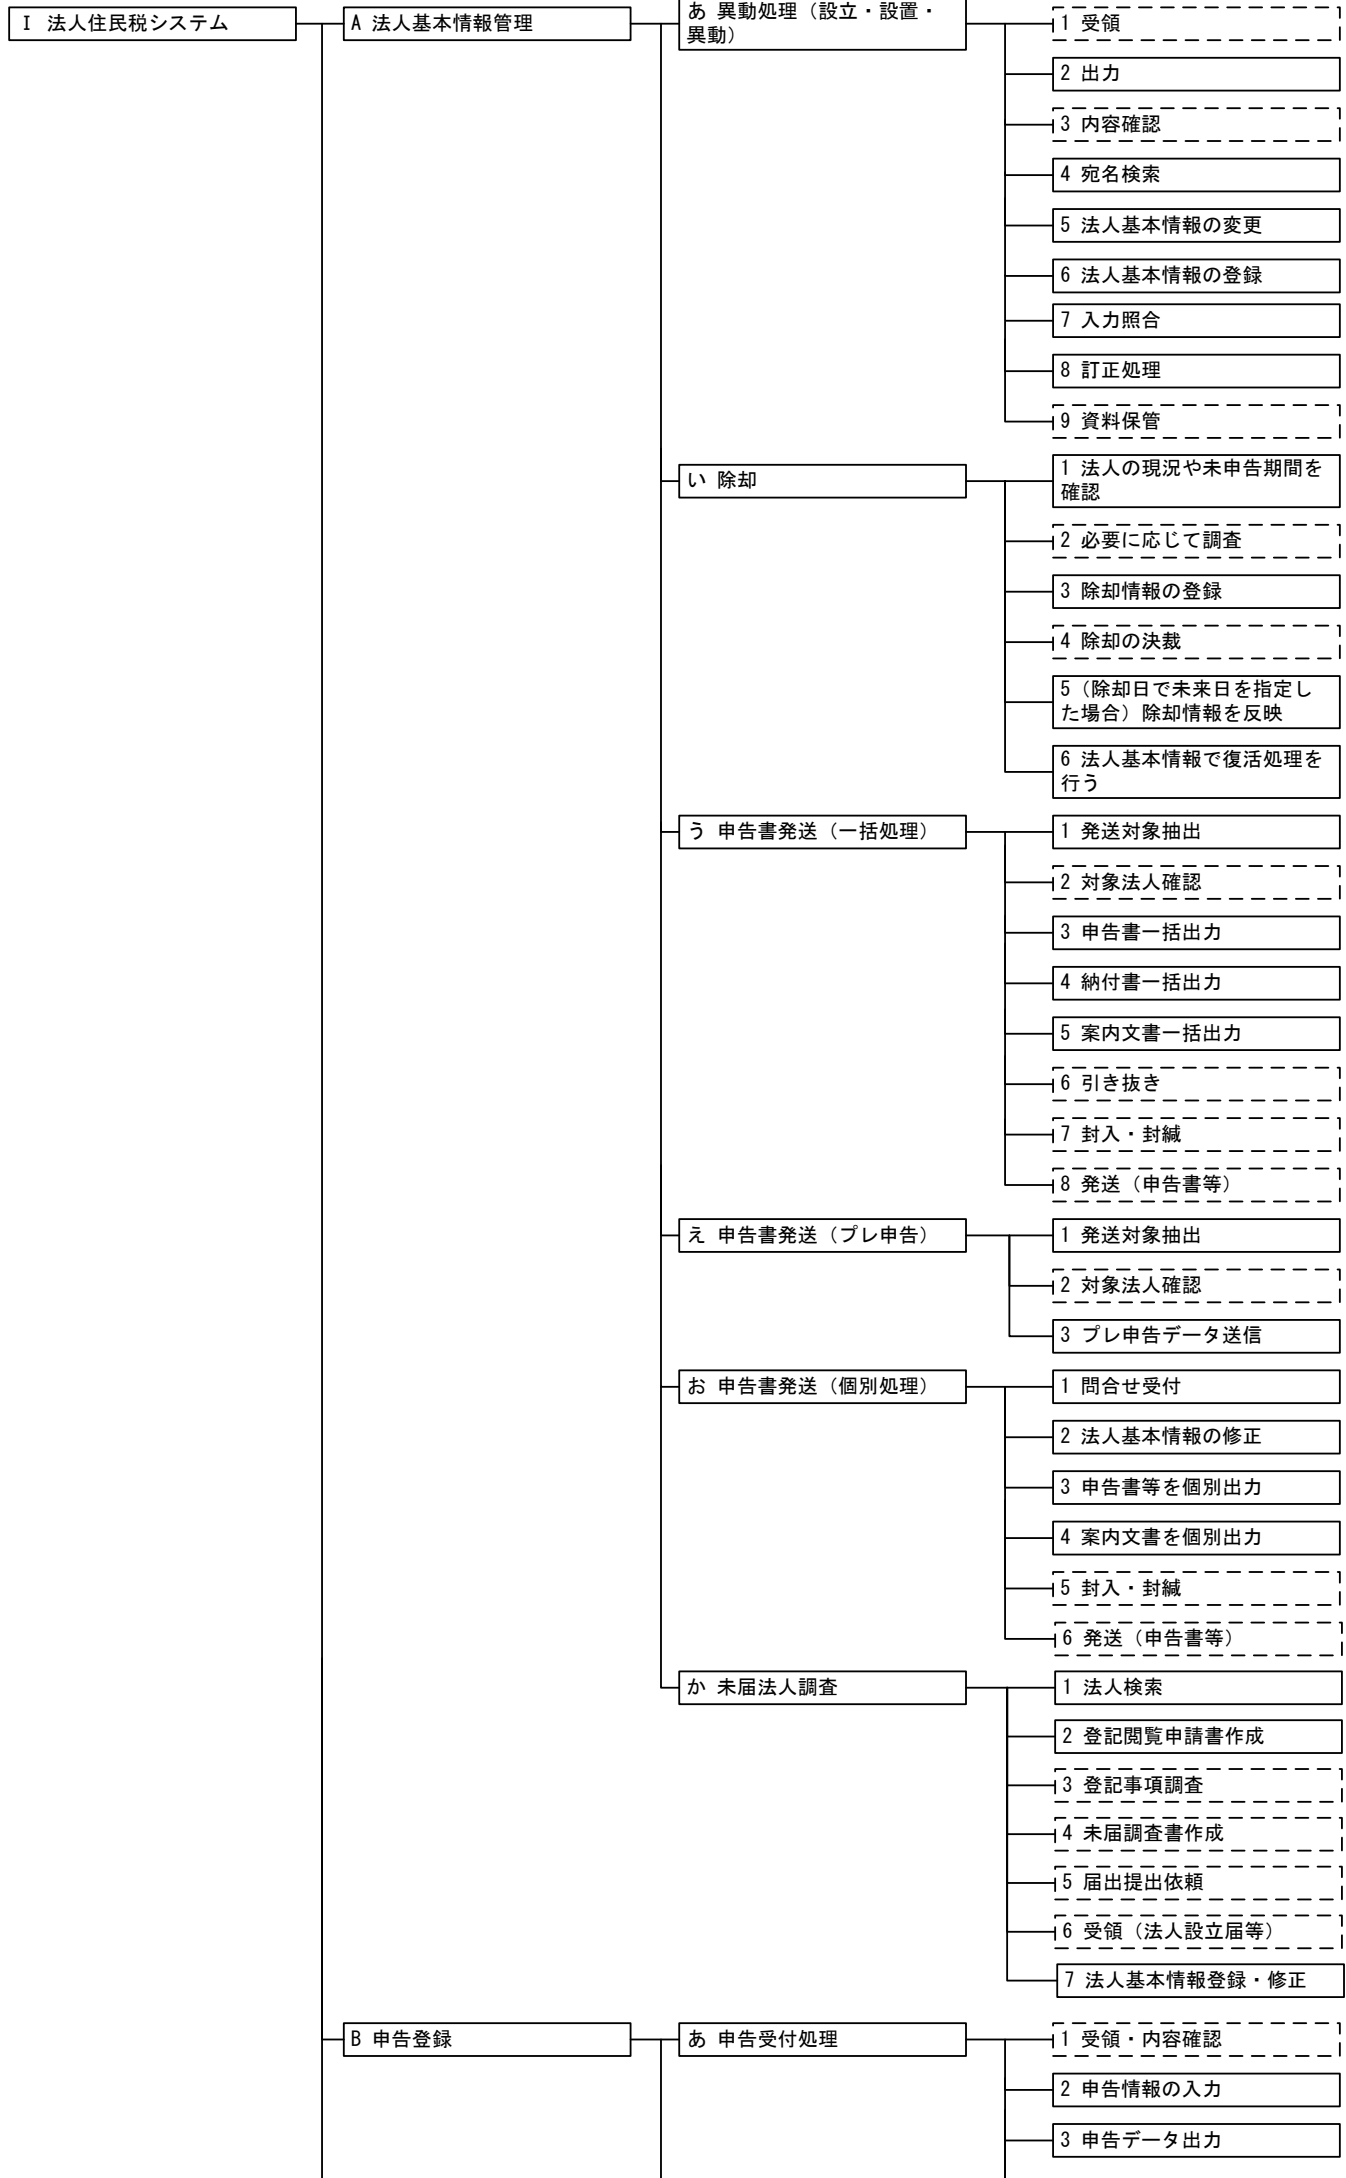 I 法人住民税システム
A 法人基本情報管理
あ 異動処理（設立・設置・
異動）
1 受領
2 出力
3 内容確認
4 宛名検索
5 法人基本情報の変更
6 法人基本情報の登録
7 入力照合
8 訂正処理
9 資料保管
い 除却
1 法人の現況や未申告期間を
確認
2 必要に応じて調査
3 除却情報の登録
4 除却の決裁
5（除却日で未来日を指定し
た場合）除却情報を反映
6 法人基本情報で復活処理を
行う
う 申告書発送（一括処理）
1 発送対象抽出
2 対象法人確認
3 申告書一括出力
4 納付書一括出力
5 案内文書一括出力
6 引き抜き
7 封入・封緘
8 発送（申告書等）
え 申告書発送（プレ申告）
1 発送対象抽出
2 対象法人確認
3 プレ申告データ送信
お 申告書発送（個別処理）
1 問合せ受付
2 法人基本情報の修正
3 申告書等を個別出力
4 案内文書を個別出力
5 封入・封緘
6 発送（申告書等）
か 未届法人調査
1 法人検索
2 登記閲覧申請書作成
3 登記事項調査
4 未届調査書作成
5 届出提出依頼
6 受領（法人設立届等）
7 法人基本情報登録・修正
B 申告登録
あ 申告受付処理
1 受領・内容確認
2 申告情報の入力
3 申告データ出力